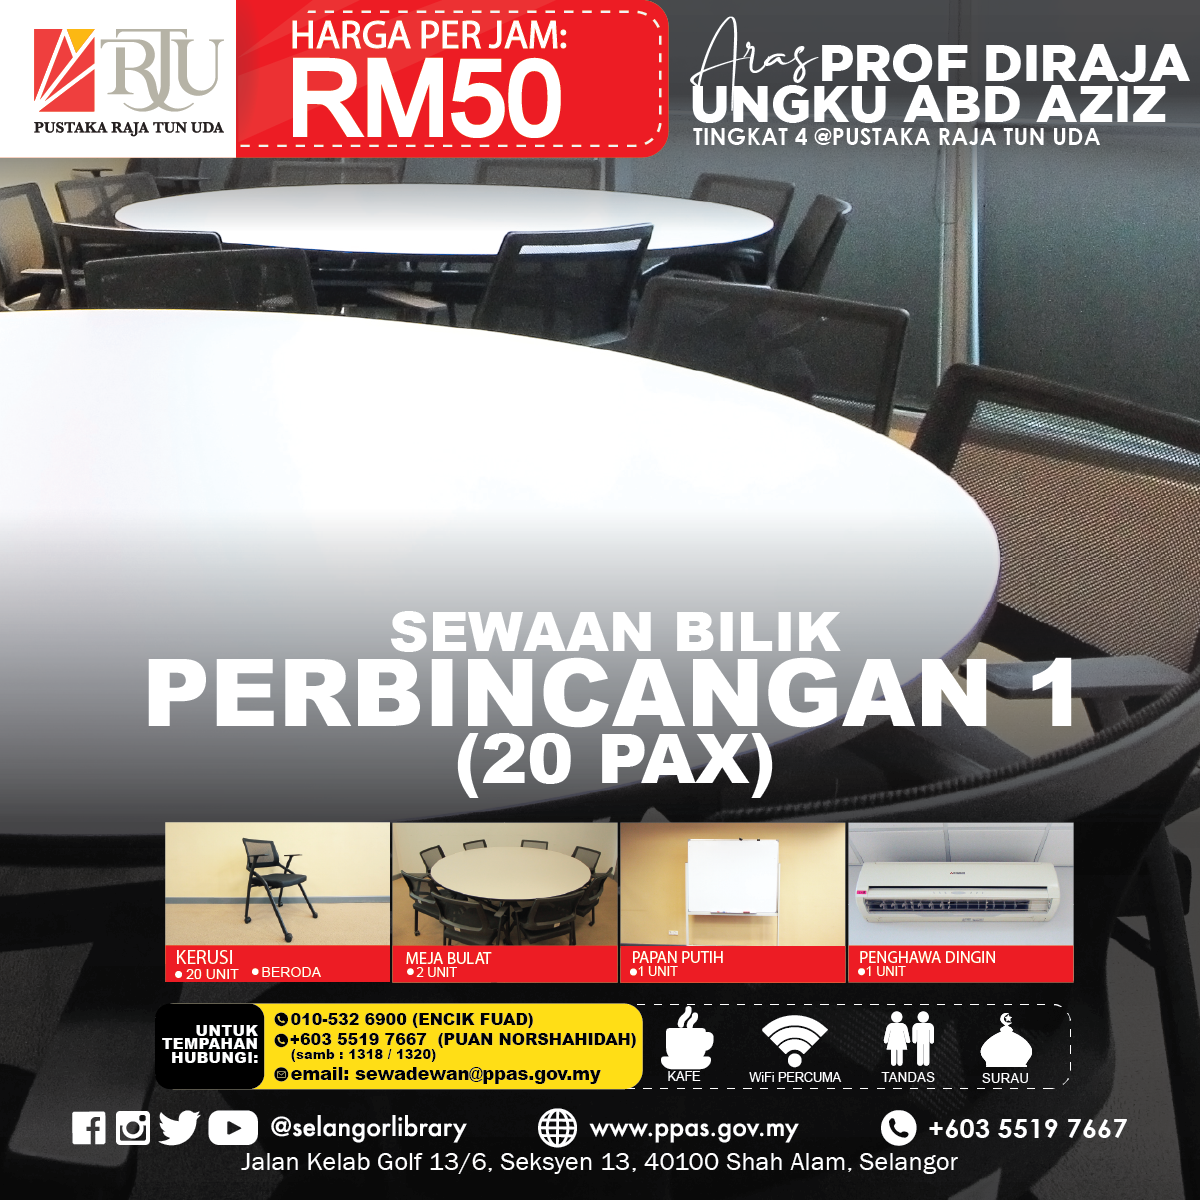 RTU
PUSTAKA RAJA TUN UDA
HARGA PER JAM:
RM50
Aras PROF DIRAJA
UNGKU ABD AZIZ
TINGKAT 4 @PUSTAKA RAJA TUN UDA
SEWAAN BILIK
PERBINCANGAN 1
(20 PAX)
KERUSI
• 20 UNIT • BERODA
MEJA BULAT
• 2 UNIT
PAPAN PUTIH
• 1 UNIT
PENGHAWA DINGIN
• 1 UNIT
UNTUK
TEMPAHAN
HUBUNGI:
010-532 6900 (ENCIK FUAD)
+603 5519 7667 (PUAN NORSHAHIDAH)
(samb : 1318 / 1320)
email: sewadewan@ppas.gov.my
KAFE
WiFi PERCUMA
TANDAS
SURAU
@selangorlibrary
www.ppas.gov.my
+603 5519 7667
Jalan Kelab Golf 13/6, Seksyen 13, 40100 Shah Alam, Selangor